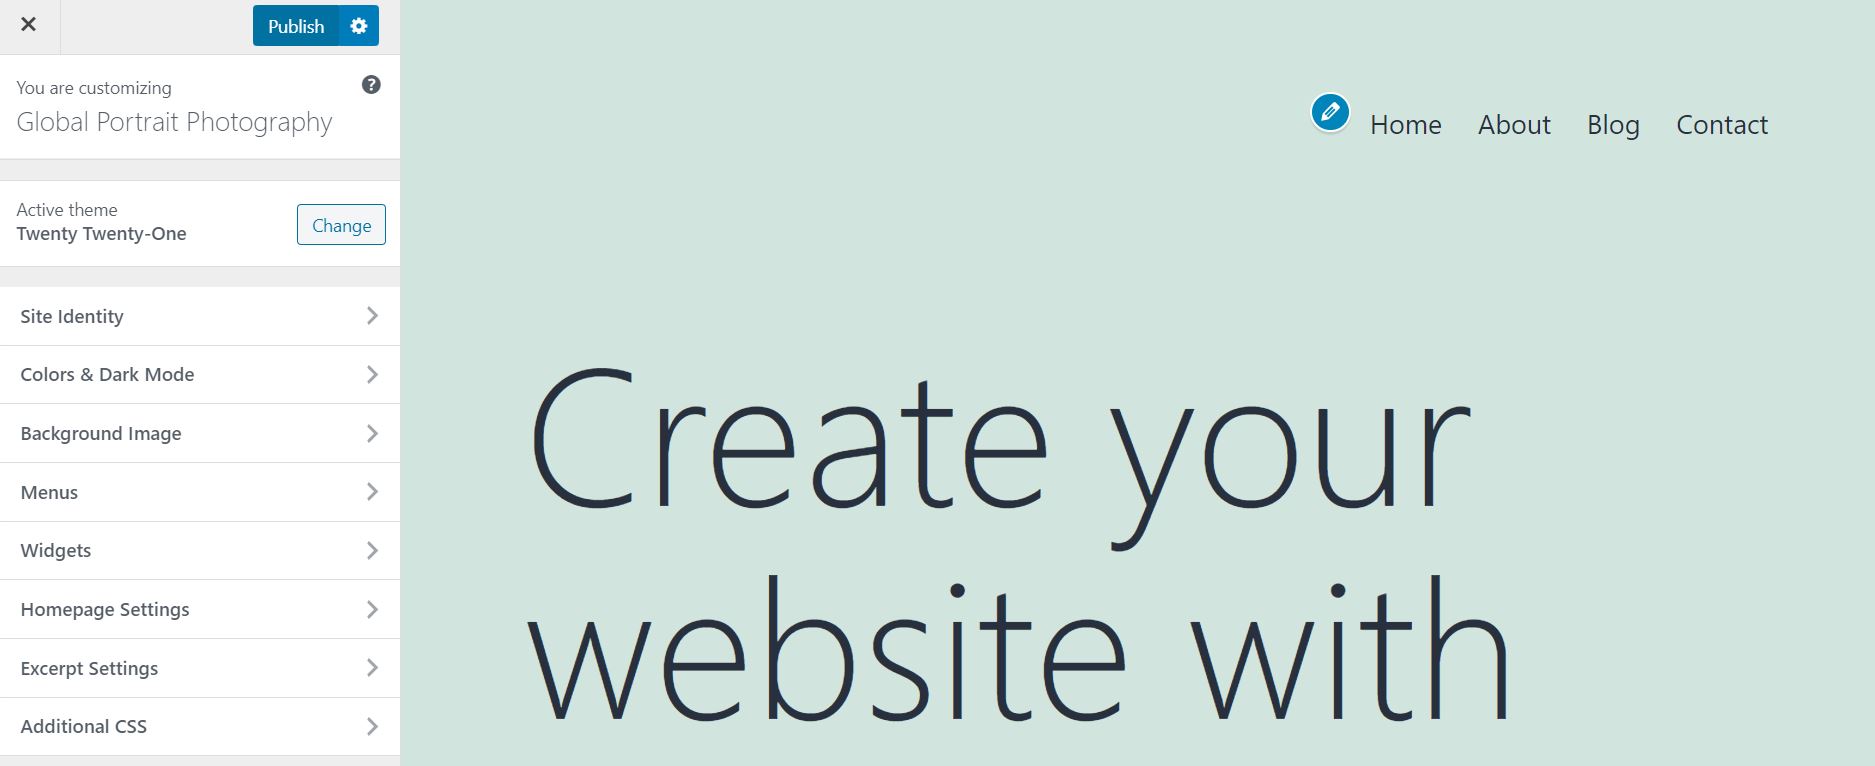 Publish
You are customizing
Global Portrait Photography
Active theme
Twenty Twenty-One
Change
Site Identity
Colors & Dark Mode
Background Image
Menus
Widgets
Homepage Settings
Excerpt Settings
Additional CSS
Home About Blog Contact
Create your
website with